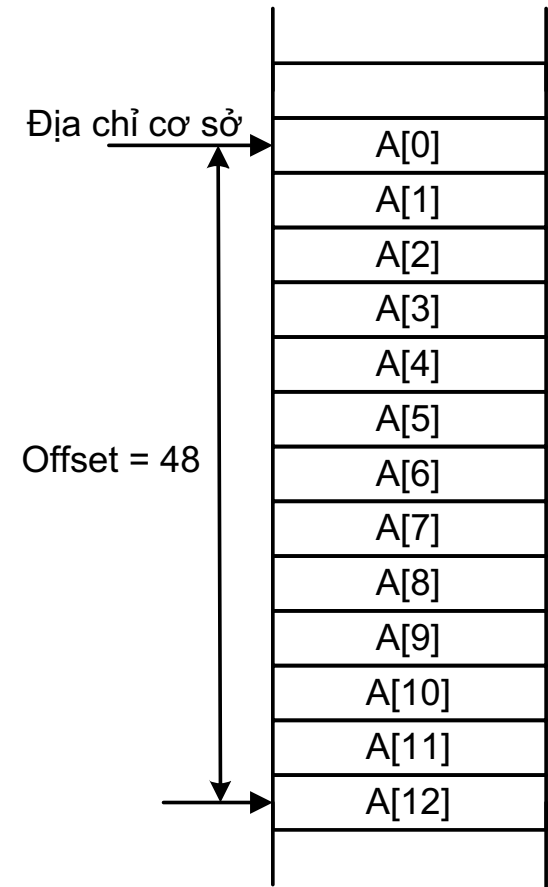 Địa chỉ cơ sở
A[0]
A[1]
A[2]
A[3]
A[4]
A[5]
Offset = 48
A[6]
A[7]
A[8]
A[9]
A[10]
A[11]
A[12]